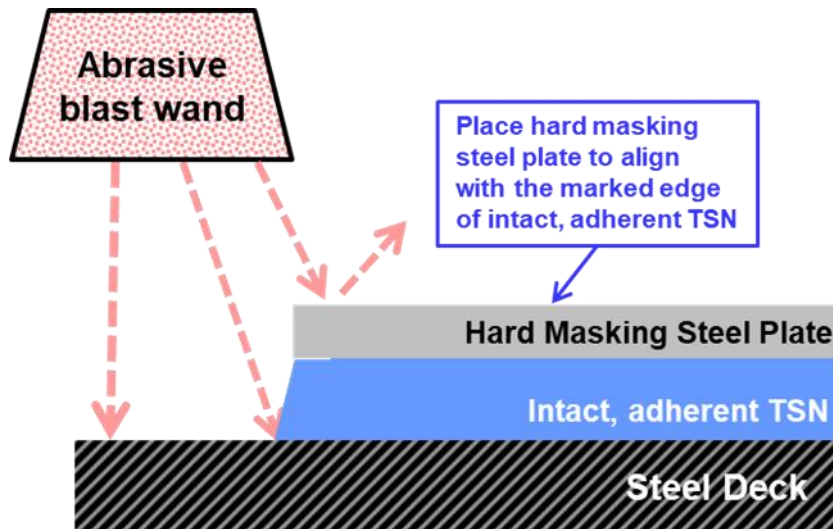 Abrasive
blast wand
Place hard masking
steel plate to align
with the marked edge
of intact, adherent TSN
Hard Masking Steel Plate
Intact, adherent TSN
Steel Deck